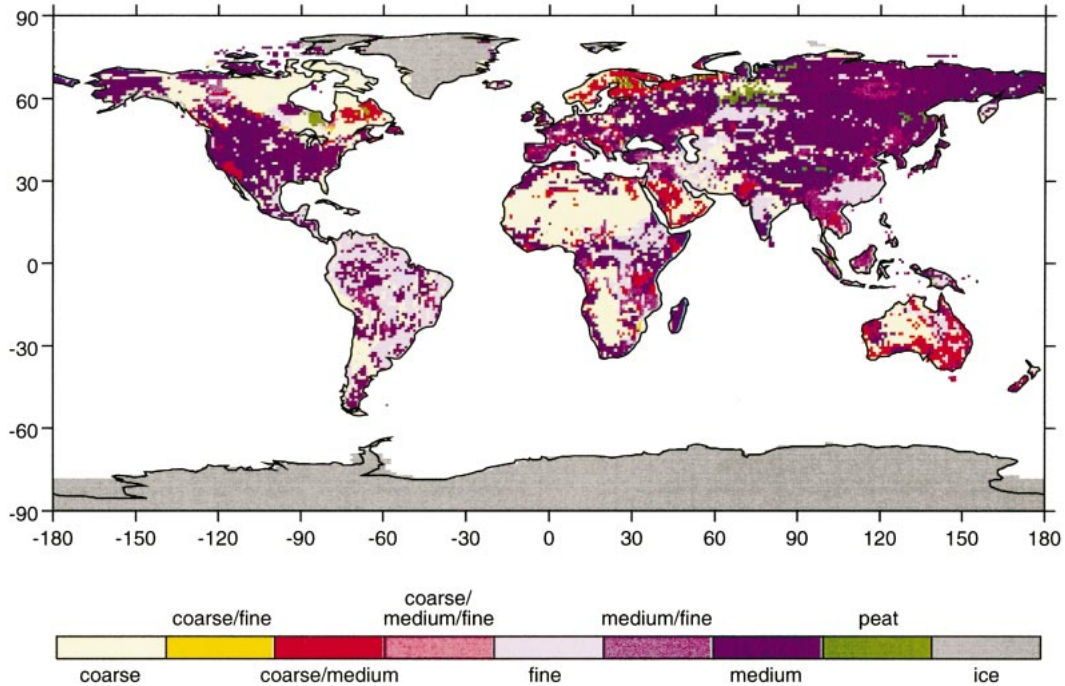 90
60
30
0
-30
-60
-90
-180 -150 -120 -90 -60 -30 0 30 60 90 120 150 180
coarse/fine
coarse/
medium/fine
medium/fine
peat
coarse
coarse/medium
fine
medium
ice